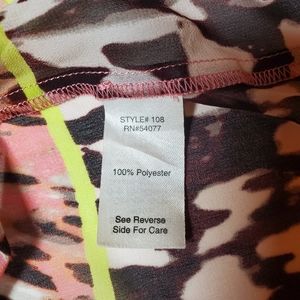 STYLE# 108
RN#54077
100% Polyester
See Reverse
Side For Care